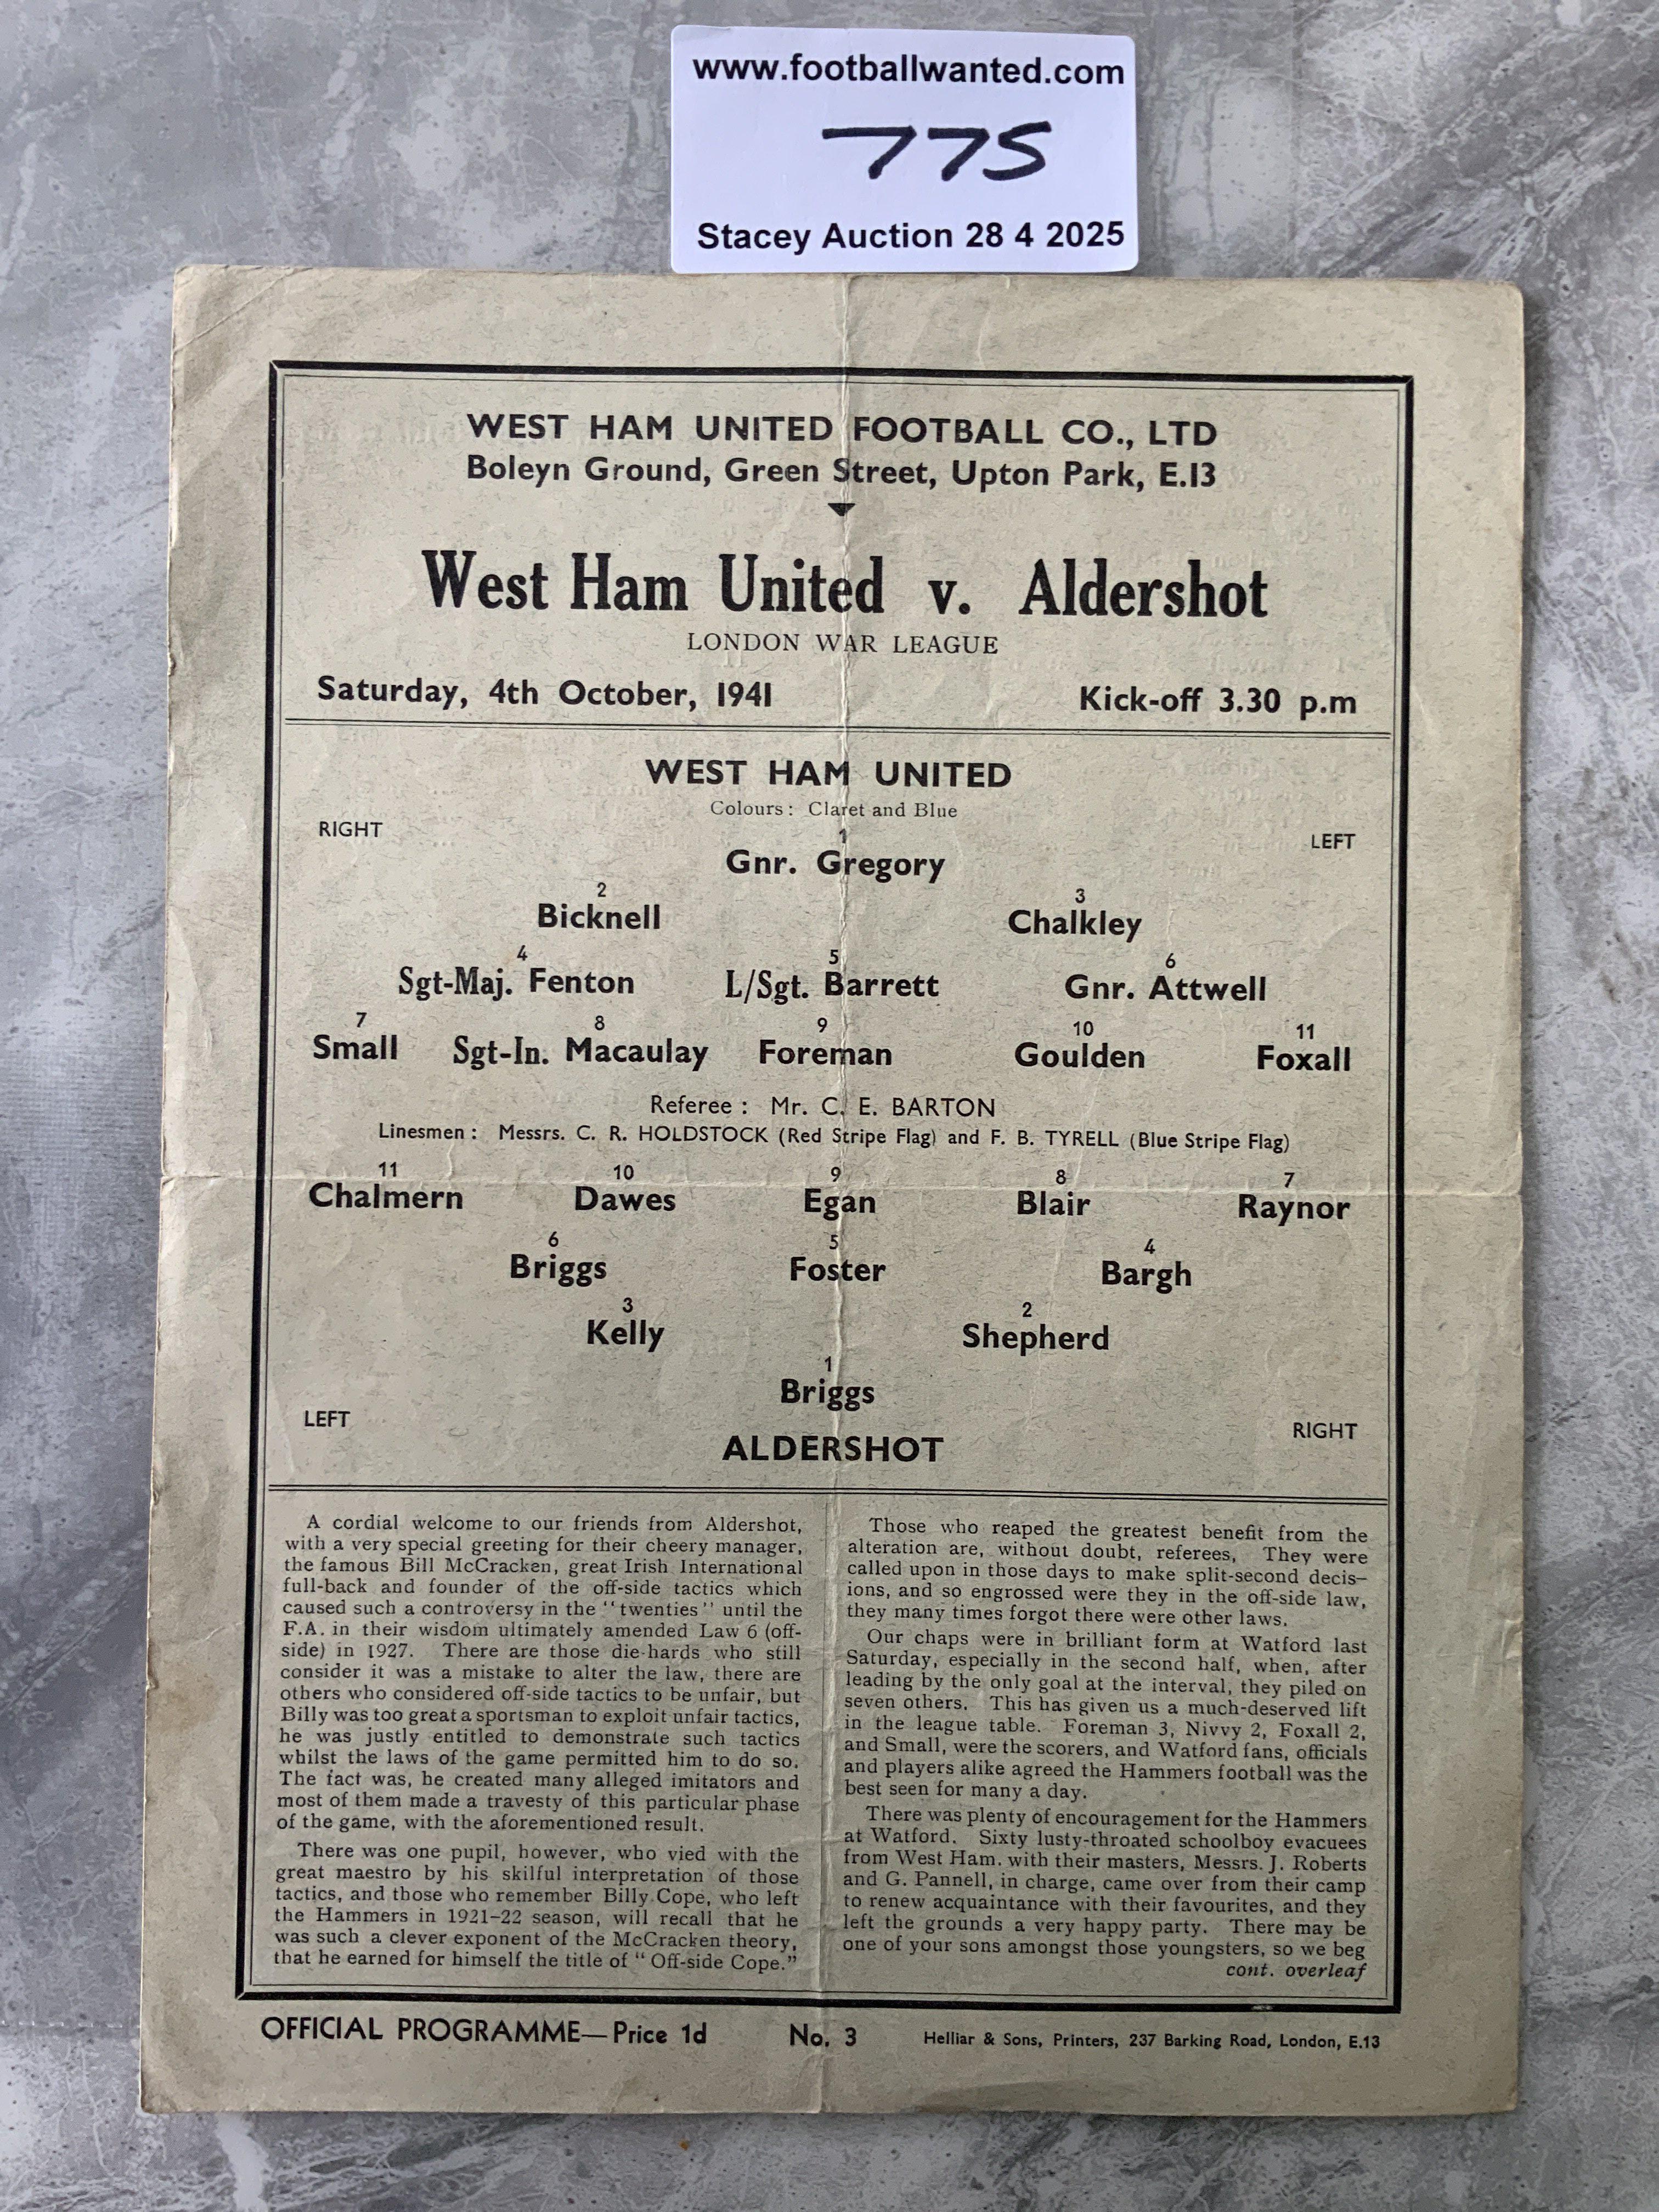 www.footballwanted.com
775
Stacey Auction 28 4 2025
WEST HAM UNITED FOOTBALL CO., LTD
Boleyn Ground, Green Street, Upton Park, E.13
West Ham United v. Aldershot
LONDON WAR LEAGUE
Saturday, 4th October, 1941 Kick-off 3.30 p.m
WEST HAM UNITED
Colours: Claret and Blue
RIGHT LEFT
1
Gnr. Gregory
2 3
Bicknell Chalkley
4 5 6
Sgt-Maj. Fenton L/Sgt. Barrett Gnr. Attwell
7 8 9 10 11
Small Sgt-In. Macaulay Foreman Goulden Foxall
Referee: Mr. C. E. BARTON
Linesmen: Messrs. C. R. HOLDSTOCK (Red Stripe Flag) and F. B. TYRELL (Blue Stripe Flag)
11 10 9 8 7
Chalmern Dawes Egan Blair Raynor
6 5 4
Briggs Foster Bargh
3 2
Kelly Shepherd
1
Briggs
LEFT RIGHT
ALDERSHOT
A cordial welcome to our friends from Aldershot,
with a very special greeting for their cheery manager,
the famous Bill McCracken, great Irish International
full-back and founder of the off-side tactics which
caused such a controversy in the "twenties" until the
F.A. in their wisdom ultimately amended Law 6 (off-
side) in 1927. There are those die-hards who still
consider it was a mistake to alter the law, there are
others who considered off-side tactics to be unfair, but
Billy was too great a sportsman to exploit unfair tactics,
he was justly entitled to demonstrate such tactics
whilst the laws of the game permitted him to do so.
The fact was, he created many alleged imitators and
most of them made a travesty of this particular phase
of the game, with the aforementioned result.
There was one pupil, however, who vied with the
great maestro by his skilful interpretation of those
tactics, and those who remember Billy Cope, who left
the Hammers in 1921-22 season, will recall that he
was such a clever exponent of the McCracken theory,
that he earned for himself the title of "Off-side Cope."
Those who reaped the greatest benefit from the
alteration are, without doubt, referees, They were
called upon in those days to make split-second decis-
ions, and so engrossed were they in the off-side law,
they many times forgot there were other laws.
Our chaps were in brilliant form at Watford last
Saturday, especially in the second half, when, after
leading by the only goal at the interval, they piled on
seven others. This has given us a much-deserved lift
in the league table. Foreman 3, Nivvy 2, Foxall 2,
and Small, were the scorers, and Watford fans, officials
and players alike agreed the Hammers football was the
best seen for many a day.
There was plenty of encouragement for the Hammers
at Watford. Sixty lusty-throated schoolboy evacuees
from West Ham. with their masters, Messrs. J. Roberts
and G. Pannell, in charge, came over from their camp
to renew acquaintance with their favourites, and they
left the grounds a very happy party. There may be
one of your sons amongst those youngsters, so we beg
cont. overleaf
OFFICIAL PROGRAMME—Price 1d No. 3 Helliar & Sons, Printers, 237 Barking Road, London, E.13